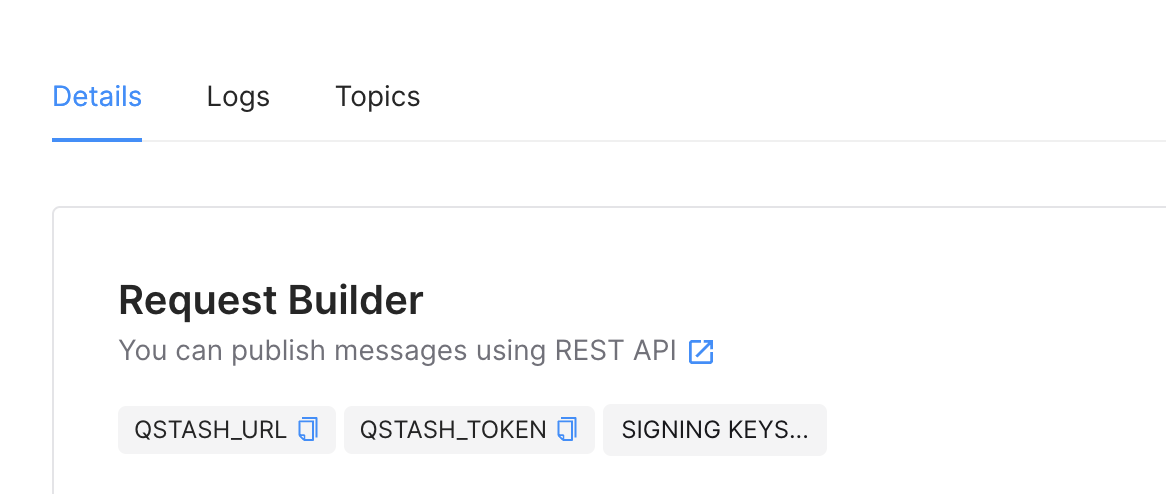 Details Logs Topics
Request Builder
You can publish messages using REST API
QSTASH_URL QSTASH_TOKEN SIGNING KEYS...